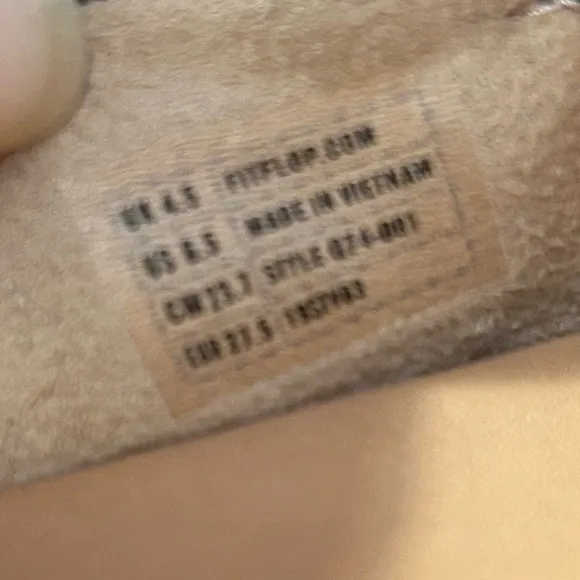 UK 4.5 FITFLOP.COM
US 6.5 MADE IN VIETNAM
CM 23.7 STYLE Q74-001
EUR 37.5